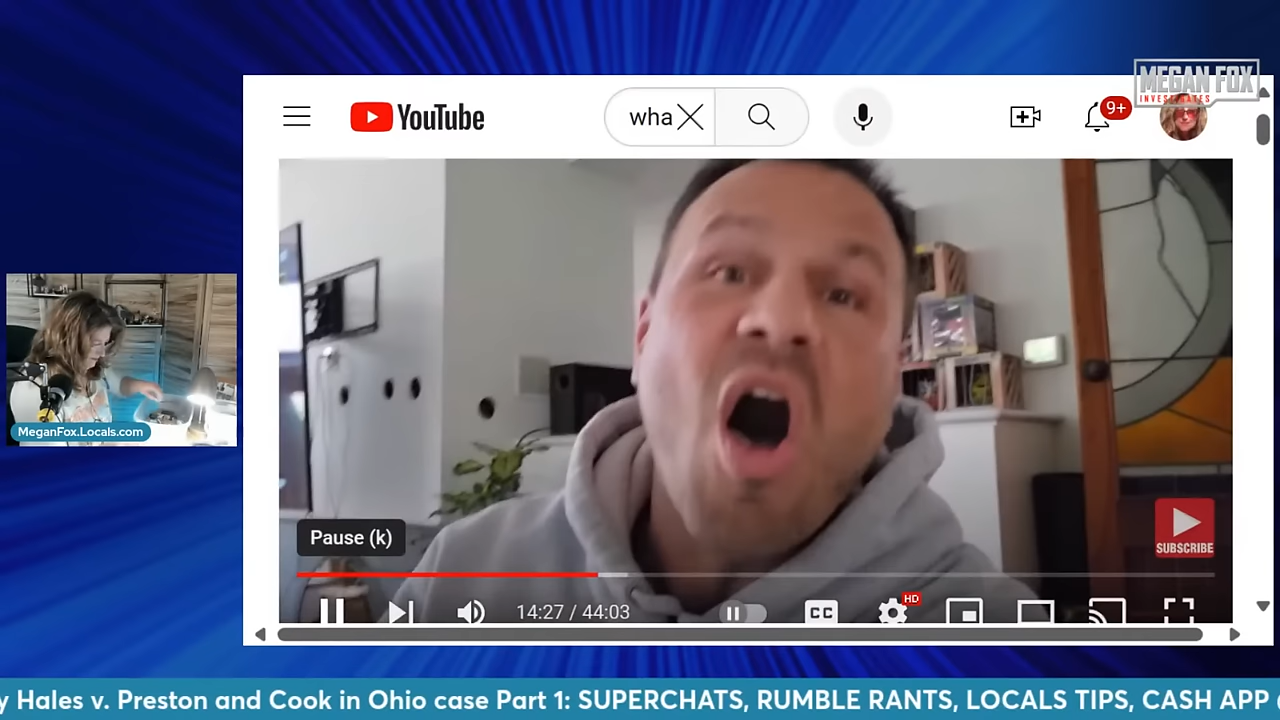 MEGAN FOX
INVESTIGATES
YouTube
wha
9+
MeganFox.Locals.com
Pause (k)
SUBSCRIBE
14:27 / 44:03
CC
HD
y Hales v. Preston and Cook in Ohio case Part 1: SUPERCHATS, RUMBLE RANTS, LOCALS TIPS, CASH APP